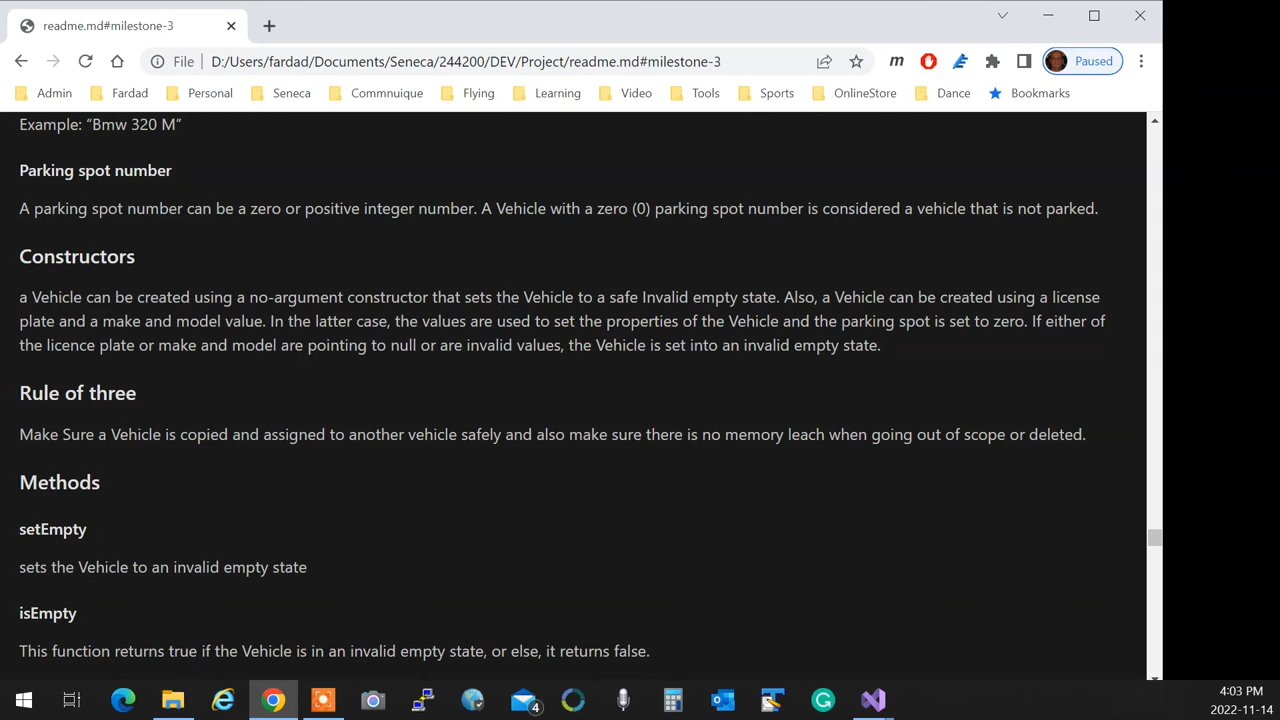 readme.md#milestone-3
File
D:/Users/fardad/Documents/Seneca/244200/DEV/Project/readme.md#milestone-3
m
Paused
Admin
Fardad
Personal
Seneca
Commnuique
Flying
Learning
Video
Tools
Sports
OnlineStore
Dance
Bookmarks
Example: “Bmw 320 M”
Parking spot number
A parking spot number can be a zero or positive integer number. A Vehicle with a zero (0) parking spot number is considered a vehicle that is not parked.
Constructors
a Vehicle can be created using a no-argument constructor that sets the Vehicle to a safe Invalid empty state. Also, a Vehicle can be created using a license
plate and a make and model value. In the latter case, the values are used to set the properties of the Vehicle and the parking spot is set to zero. If either of
the licence plate or make and model are pointing to null or are invalid values, the Vehicle is set into an invalid empty state.
Rule of three
Make Sure a Vehicle is copied and assigned to another vehicle safely and also make sure there is no memory leach when going out of scope or deleted.
Methods
setEmpty
sets the Vehicle to an invalid empty state
isEmpty
This function returns true if the Vehicle is in an invalid empty state, or else, it returns false.
4
4:03 PM
2022-11-14